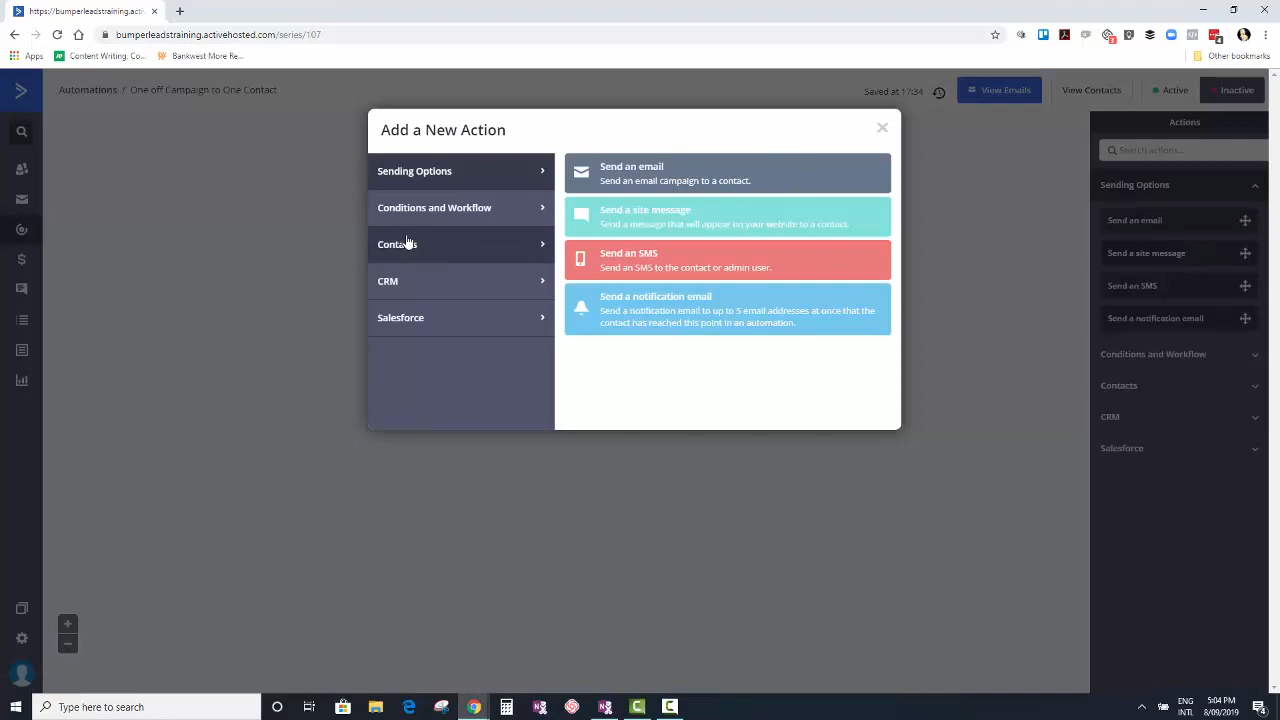 https://bumperleadstraining.active
bumperleadstraining.activehosted.com/series/107
3
4
Apps
Content Writing, Co...
Bankwest More Re...
Other bookmarks
Automations / One off Campaign to One Contact
Saved at 17:34
View Emails
View Contacts
Active
Inactive
Add a New Action
Sending Options
Conditions and Workflow
Contacts
CRM
Salesforce
Send an email
Send an email campaign to a contact.
Send a site message
Send a message that will appear on your website to a contact.
Send an SMS
Send an SMS to the contact or admin user.
Send a notification email
Send a notification email to up to 5 email addresses at once that the
contact has reached this point in an automation.
Actions
Search actions...
Sending Options
Send an email
Send a site message
Send an SMS
Send a notification email
Conditions and Workflow
Contacts
CRM
Salesforce
Type here to search
ENG
INTL
5:04 PM
8/09/2019